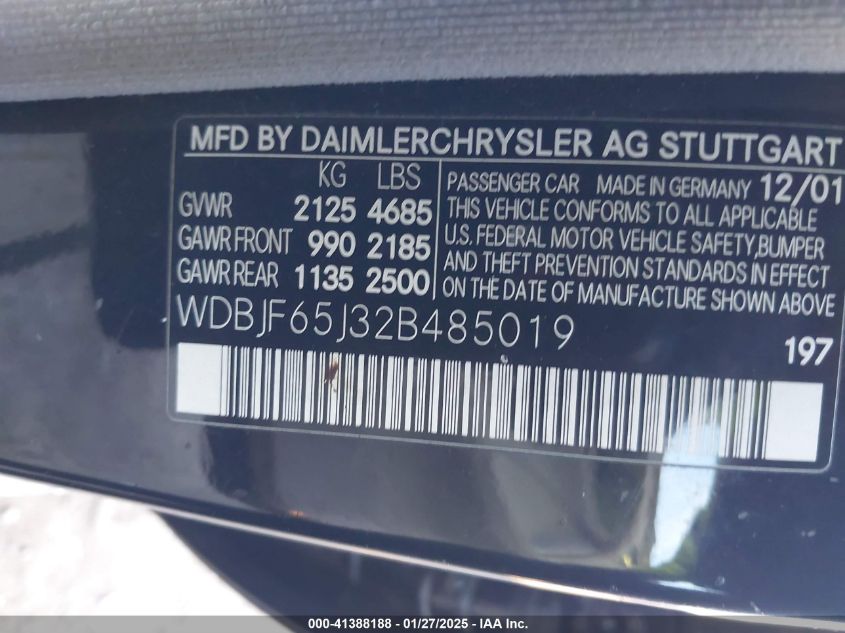 MFD BY DAIMLERCHRYSLER AG STUTTGART
KG LBS
GVWR 2125 4685
GAWR FRONT 990 2185
GAWR REAR 1135 2500
PASSENGER CAR MADE IN GERMANY 12/01
THIS VEHICLE CONFORMS TO ALL APPLICABLE
U.S. FEDERAL MOTOR VEHICLE SAFETY,BUMPER
AND THEFT PREVENTION STANDARDS IN EFFECT
ON THE DATE OF MANUFACTURE SHOWN ABOVE
WDBJF65J32B485019
197
000-41388188 - 01/27/2025 - IAA Inc.